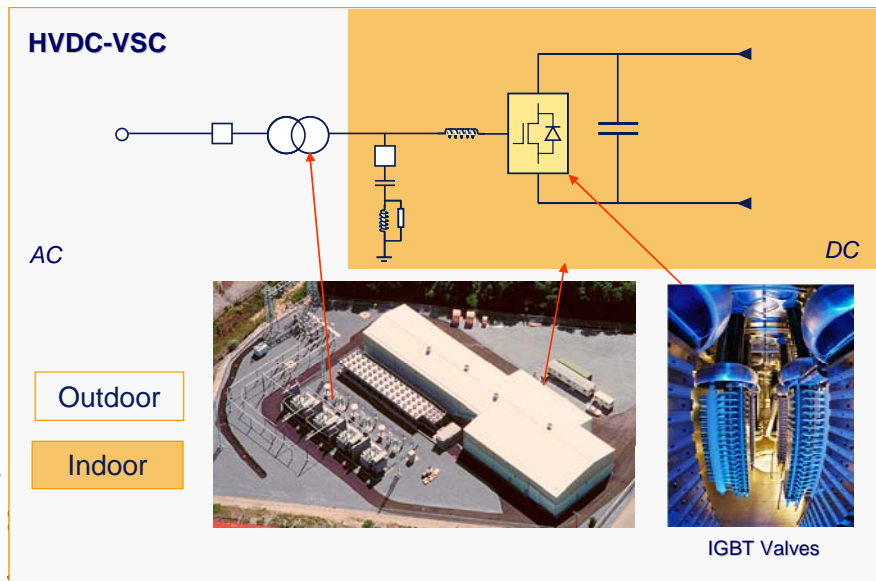 HVDC-VSC
AC
DC
Outdoor
Indoor
IGBT Valves